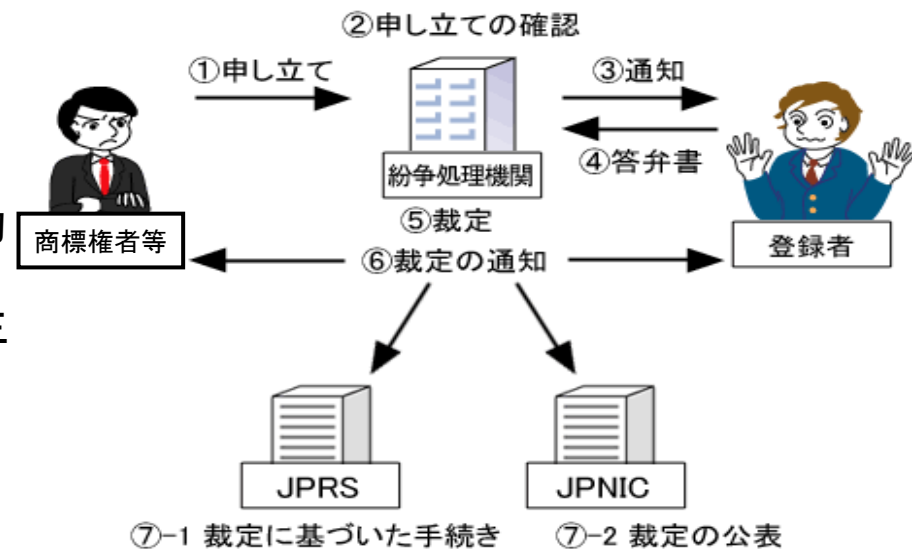 ②申し立ての確認
①申し立て
③通知
④答弁書
紛争処理機関
⑤裁定
商標権者等
登録者
⑥裁定の通知
JPRS
JPNIC
⑦-1 裁定に基づいた手続き
⑦-2 裁定の公表